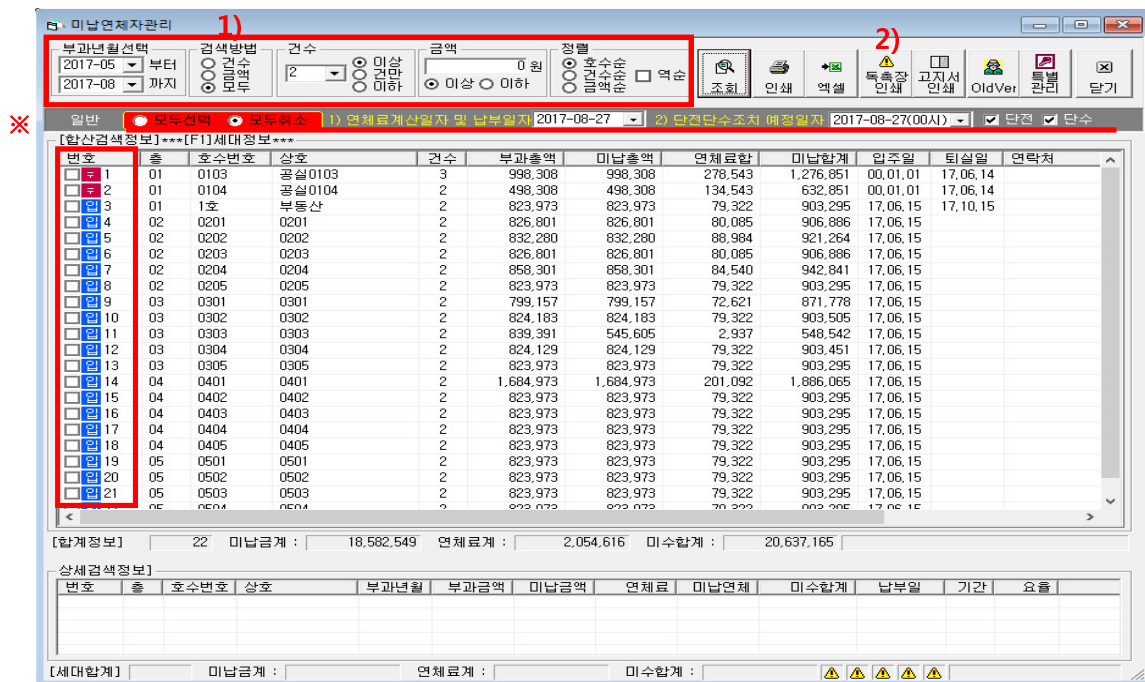 미납연체자관리
1)
2)
부과년월선택 검색방법 건수 금액 정렬
2017-05 부터
2017-08 까지
건수
금액
모두
2
이상
건만
이하
0 원
이상 이하
호수순
건수순
금액순
역순
조회
인쇄
엑셀
독촉장 인쇄
고지서 인쇄
OldVer
특별 관리
닫기
※
일반 모두선택 모두취소 1) 연체료계산일자 및 납부일자 2017-08-27 2) 단전단수조치 예정일자 2017-08-27(00시) 단전 단수
[합산검색정보]***[F1]세대정보***
번호 층 호수번호 상호 건수 부과총액 미납총액 연체료합 미납합계 입주일 퇴실일 연락처
1 01 0103 공실0103 3 998,308 998,308 278,543 1,276,851 00,01,01 17,06,14
2 01 0104 공실0104 2 498,308 498,308 134,543 632,851 00,01,01 17,06,14
입 3 01 1호 부동산 2 823,973 823,973 79,322 903,295 17,06,15 17,10,15
입 4 02 0201 0201 2 826,801 826,801 80,085 906,886 17,06,15
입 5 02 0202 0202 2 832,280 832,280 88,984 921,264 17,06,15
입 6 02 0203 0203 2 826,801 826,801 80,085 906,886 17,06,15
입 7 02 0204 0204 2 858,301 858,301 84,540 942,841 17,06,15
입 8 02 0205 0205 2 823,973 823,973 79,322 903,295 17,06,15
입 9 03 0301 0301 2 799,157 799,157 72,621 871,778 17,06,15
입 10 03 0302 0302 2 824,183 824,183 79,322 903,505 17,06,15
입 11 03 0303 0303 2 839,391 545,605 2,937 548,542 17,06,15
입 12 03 0304 0304 2 824,129 824,129 79,322 903,451 17,06,15
입 13 03 0305 0305 2 823,973 823,973 79,322 903,295 17,06,15
입 14 04 0401 0401 2 1,684,973 1,684,973 201,092 1,886,065 17,06,15
입 15 04 0402 0402 2 823,973 823,973 79,322 903,295 17,06,15
입 16 04 0403 0403 2 823,973 823,973 79,322 903,295 17,06,15
입 17 04 0404 0404 2 823,973 823,973 79,322 903,295 17,06,15
입 18 04 0405 0405 2 823,973 823,973 79,322 903,295 17,06,15
입 19 05 0501 0501 2 823,973 823,973 79,322 903,295 17,06,15
입 20 05 0502 0502 2 823,973 823,973 79,322 903,295 17,06,15
입 21 05 0503 0503 2 823,973 823,973 79,322 903,295 17,06,15
[합계정보] 22 미납금계 : 18,582,549 연체료계 : 2,054,616 미수합계 : 20,637,165
상세검색정보]
번호 층 호수번호 상호 부과년월 부과금액 미납금액 연체료 미납연체 미수합계 납부일 기간 요율
[세대합계] 미납금계 : 연체료계 : 미수합계 :